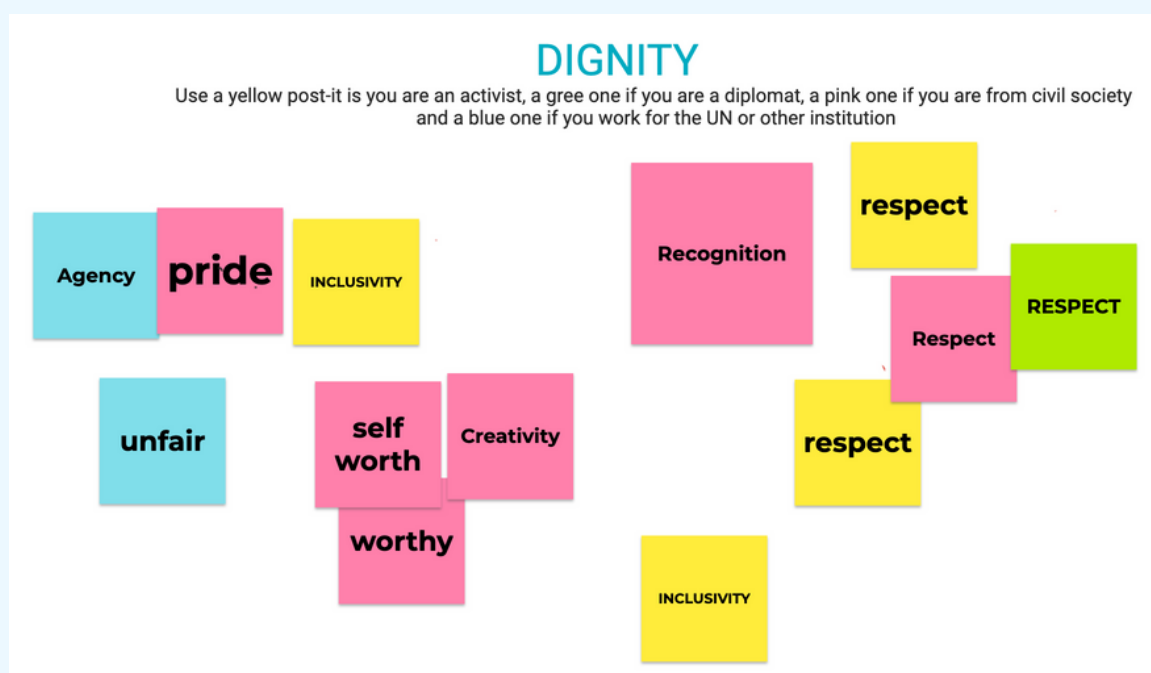 DIGNITY
Use a yellow post-it is you are an activist, a gree one if you are a diplomat, a pink one if you are from civil society
and a blue one if you work for the UN or other institution
Agency
pride
INCLUSIVITY
Recognition
respect
Respect
RESPECT
unfair
self
worth
Creativity
respect
worthy
INCLUSIVITY